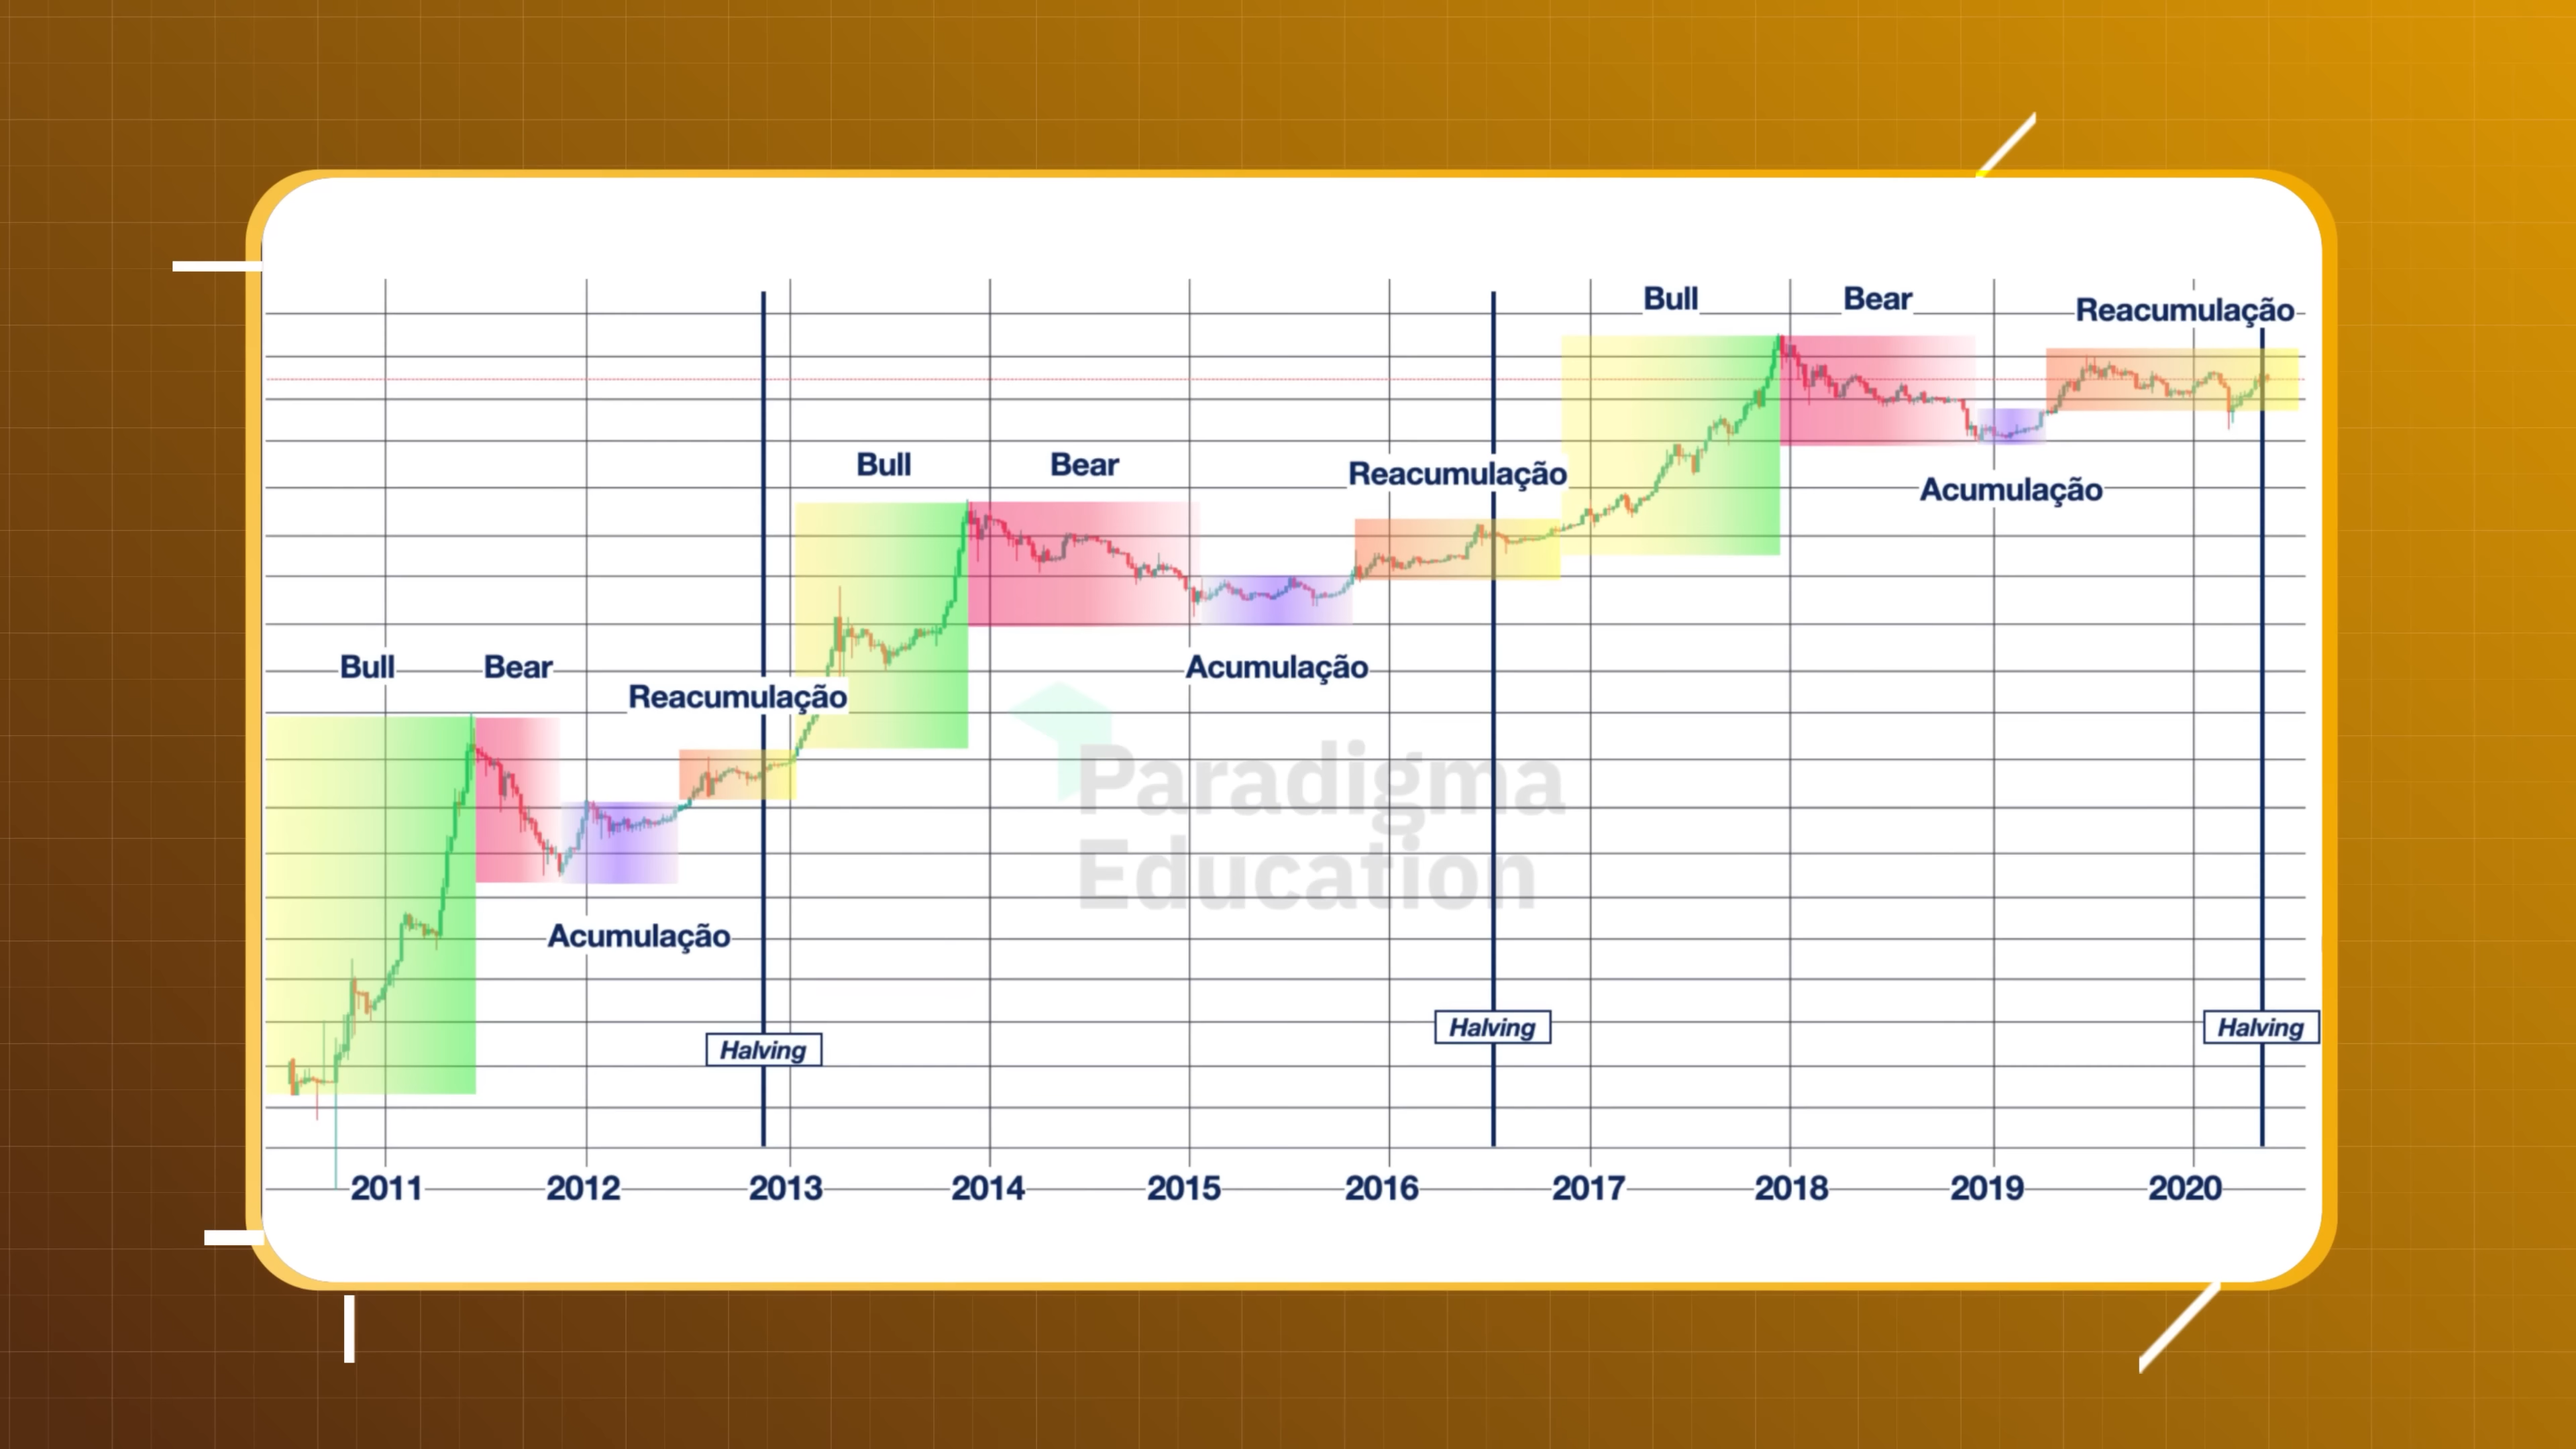 Bull
Bear
Reacumulação
Bull
Bear
Reacumulação
Acumulação
Bull
Bear
Reacumulação
Acumulação
Paradigma
Education
Acumulação
Halving
Halving
Halving
2011
2012
2013
2014
2015
2016
2017
2018
2019
2020